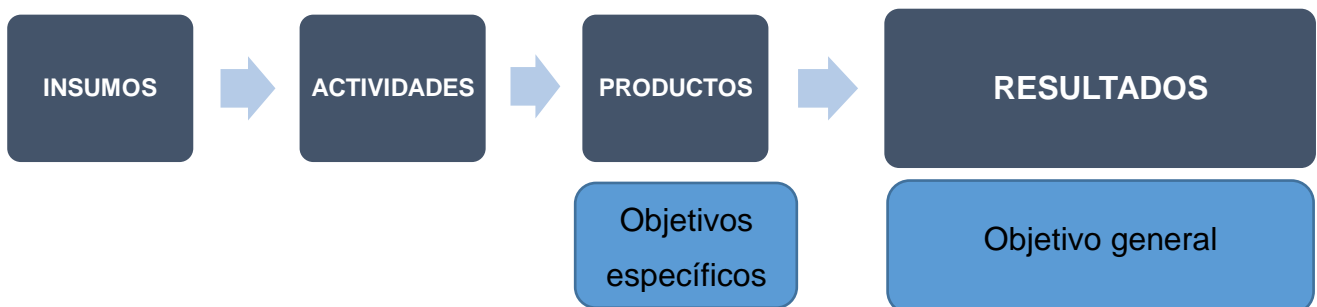 INSUMOS
ACTIVIDADES
PRODUCTOS
RESULTADOS
Objetivos
específicos
Objetivo general